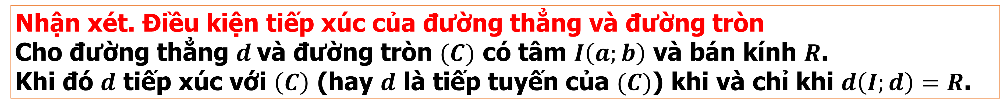 Nhận xét. Điều kiện tiếp xúc của đường thẳng và đường tròn
Cho đường thẳng d và đường tròn (C) có tâm I(a; b) và bán kính R.
Khi đó d tiếp xúc với (C) (hay d là tiếp tuyến của (C)) khi và chỉ khi d(I; d) = R.